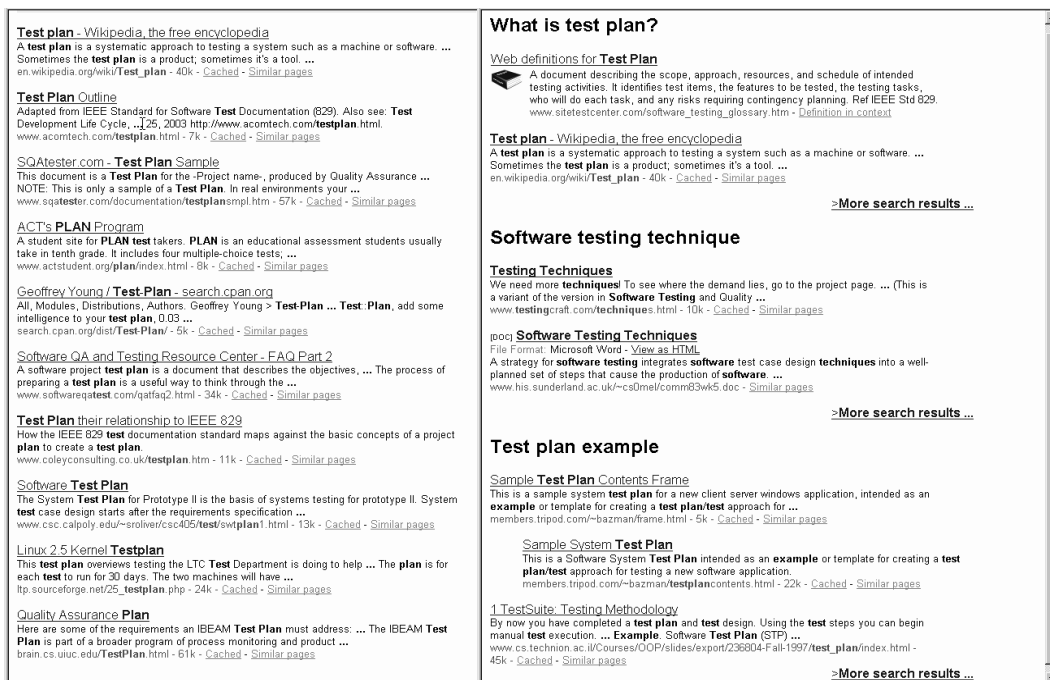 Test plan - Wikipedia, the free encyclopedia
A test plan is a systematic approach to testing a system such as a machine or software. ...
Sometimes the test plan is a product; sometimes it's a tool. ...
en.wikipedia.org/wiki/Test_plan - 40k - Cached - Similar pages
Test Plan Outline
Adapted from IEEE Standard for Software Test Documentation (829). Also see: Test
Development Life Cycle, ... 25, 2003 http://www.acomtech.com/testplan.html.
www.acomtech.com/testplan.html - 7k - Cached - Similar pages
SQAtester.com - Test Plan Sample
This document is a Test Plan for the -Project name-, produced by Quality Assurance ...
NOTE: This is only a sample of a Test Plan. In real environments your ...
www.sqatester.com/documentation/testplansmpl.htm - 57k - Cached - Similar pages
ACT's PLAN Program
A student site for PLAN test takers. PLAN is an educational assessment students usually
take in tenth grade. It includes four multiple-choice tests; ...
www.actstudent.org/plan/index.html - 8k - Cached - Similar pages
Geoffrey Young / Test-Plan - search.cpan.org
All, Modules, Distributions, Authors. Geoffrey Young > Test-Plan ... Test::Plan, add some
intelligence to your test plan, 0.03 ...
search.cpan.org/dist/Test-Plan/ - 5k - Cached - Similar pages
Software QA and Testing Resource Center - FAQ Part 2
A software project test plan is a document that describes the objectives, ... The process of
preparing a test plan is a useful way to think through the ...
www.softwareqatest.com/qatfaq2.html - 34k - Cached - Similar pages
Test Plan their relationship to IEEE 829
How the IEEE 829 test documentation standard maps against the basic concepts of a project
plan to create a test plan.
www.coleyconsulting.co.uk/testplan.htm - 11k - Cached - Similar pages
Software Test Plan
The System Test Plan for Prototype II is the basis of systems testing for prototype II. System
test case design starts after the requirements specification ...
www.csc.calpoly.edu/~sroliver/csc405/test/swtplan1.html - 13k - Cached - Similar pages
Linux 2.5 Kernel Testplan
This test plan overviews testing the LTC Test Department is doing to help ... The plan is for
each test to run for 30 days. The two machines will have ...
ltp.sourceforge.net/25_testplan.php - 24k - Cached - Similar pages
Quality Assurance Plan
Here are some of the requirements an IBEAM Test Plan must address: ... The IBEAM Test
Plan is part of a broader program of process monitoring and product ...
brain.cs.uiuc.edu/TestPlan.html - 61k - Cached - Similar pages
What is test plan?
Web definitions for Test Plan
A document describing the scope, approach, resources, and schedule of intended
testing activities. It identifies test items, the features to be tested, the testing tasks,
who will do each task, and any risks requiring contingency planning. Ref IEEE Std 829.
www.sitetestcenter.com/software_testing_glossary.htm - Definition in context
Test plan - Wikipedia, the free encyclopedia
A test plan is a systematic approach to testing a system such as a machine or software. ...
Sometimes the test plan is a product; sometimes it's a tool. ...
en.wikipedia.org/wiki/Test_plan - 40k - Cached - Similar pages
>More search results ...
Software testing technique
Testing Techniques
We need more techniques! To see where the demand lies, go to the project page. ... (This is
a variant of the version in Software Testing and Quality ...
www.testingcraft.com/techniques.html - 10k - Cached - Similar pages
[DOC] Software Testing Techniques
File Format: Microsoft Word - View as HTML
A strategy for software testing integrates software test case design techniques into a well-
planned set of steps that cause the production of software. ...
www.his.sunderland.ac.uk/~cs0mel/comm83wk5.doc - Similar pages
>More search results ...
Test plan example
Sample Test Plan Contents Frame
This is a sample system test plan for a new client server windows application, intended as an
example or template for creating a test plan/test approach for ...
members.tripod.com/~bazman/frame.html - 5k - Cached - Similar pages
Sample System Test Plan
This is a Software System Test Plan intended as an example or template for creating a test
plan/test approach for testing a new software application.
members.tripod.com/~bazman/testplancontents.html - 22k - Cached - Similar pages
1 TestSuite: Testing Methodology
By now you have completed a test plan and test design. Using the test steps you can begin
manual test execution. ... Example. Software Test Plan (STP) ...
www.cs.technion.ac.il/Courses/OOP/slides/export/236804-Fall-1997/test_plan/index.html -
45k - Cached - Similar pages
>More search results ...